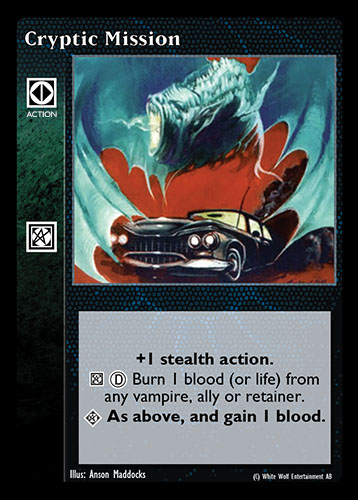 Cryptic Mission
ACTION
+1 stealth action.
D Burn 1 blood (or life) from
any vampire, ally or retainer.
As above, and gain 1 blood.
Illus: Anson Maddocks
(C) White Wolf Entertainment AB